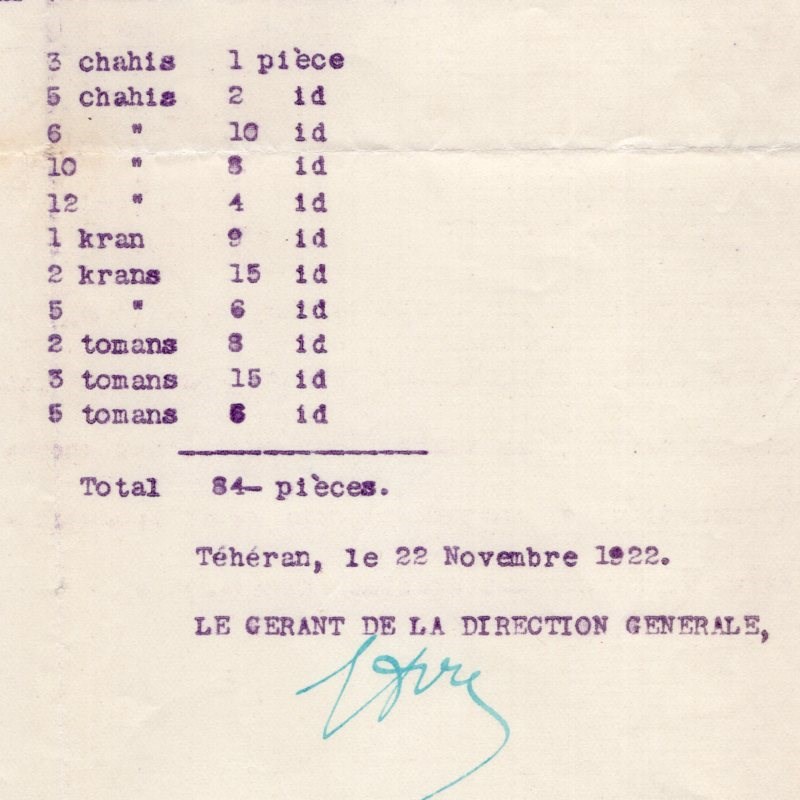 3 chahis 1 pièce
5 chahis 2 id
6 " 10 id
10 " 8 id
12 " 4 id
1 kran 9 id
2 krans 15 id
5 " 6 id
2 tomans 8 id
3 tomans 15 id
5 tomans 6 id
Total 84- pièces.
Téhéran, le 22 Novembre 1922.
LE GERANT DE LA DIRECTION GENERALE,